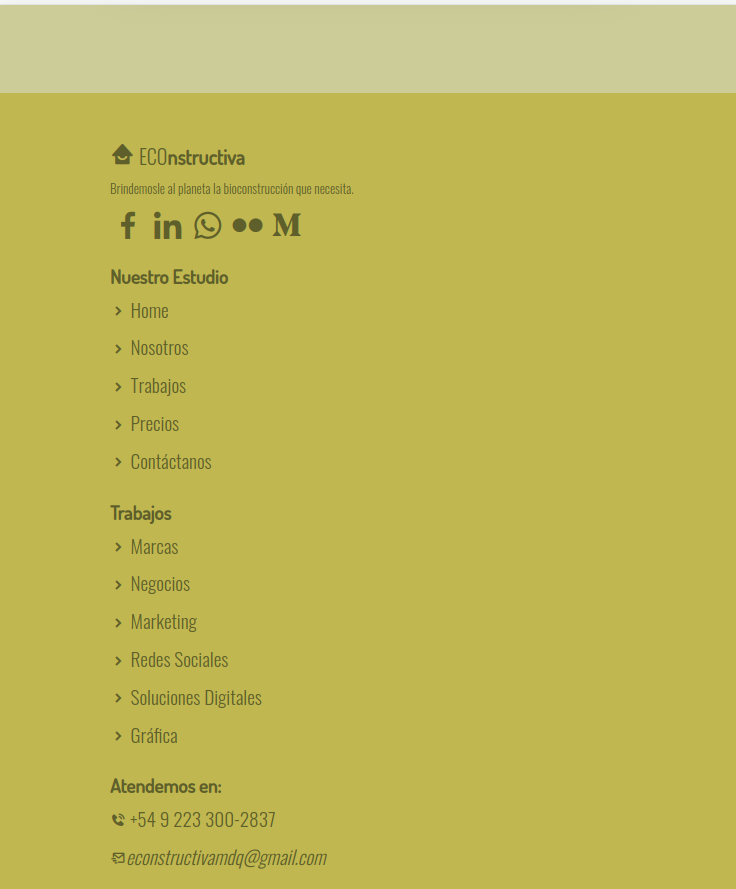 ECOnstructiva
Brindemosle al planeta la bioconstrucción que necesita.
Nuestro Estudio
Home
Nosotros
Trabajos
Precios
Contáctanos
Trabajos
Marcas
Negocios
Marketing
Redes Sociales
Soluciones Digitales
Gráfica
Atendemos en:
+54 9 223 300-2837
econstructivamdq@gmail.com